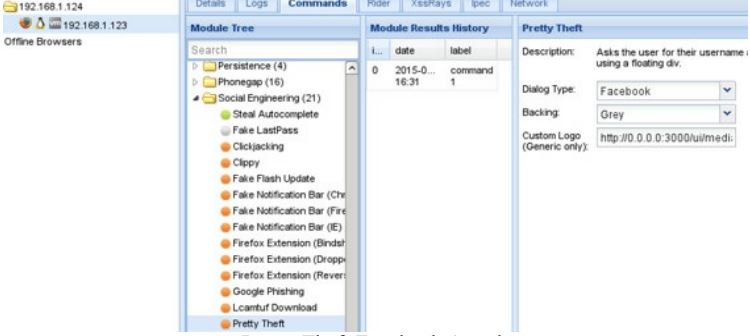 192.168.1.124
192.168.1.123
Offline Browsers
Details Logs Commands Rider XssRays Ipec Network
Module Tree
Search
Persistence (4)
Phonegap (16)
Social Engineering (21)
Steal Autocomplete
Fake LastPass
Clickjacking
Clippy
Fake Flash Update
Fake Notification Bar (Chr
Fake Notification Bar (Fire
Fake Notification Bar (IE)
Firefox Extension (Bindsh
Firefox Extension (Droppe
Firefox Extension (Revers
Google Phishing
Lcamtuf Download
Pretty Theft
Module Results History
i... date label
0 2015-0... 16:31 command 1
Pretty Theft
Description: Asks the user for their username a
using a floating div.
Dialog Type: Facebook
Backing: Grey
Custom Logo (Generic only): http://0.0.0.0:3000/ui/medi